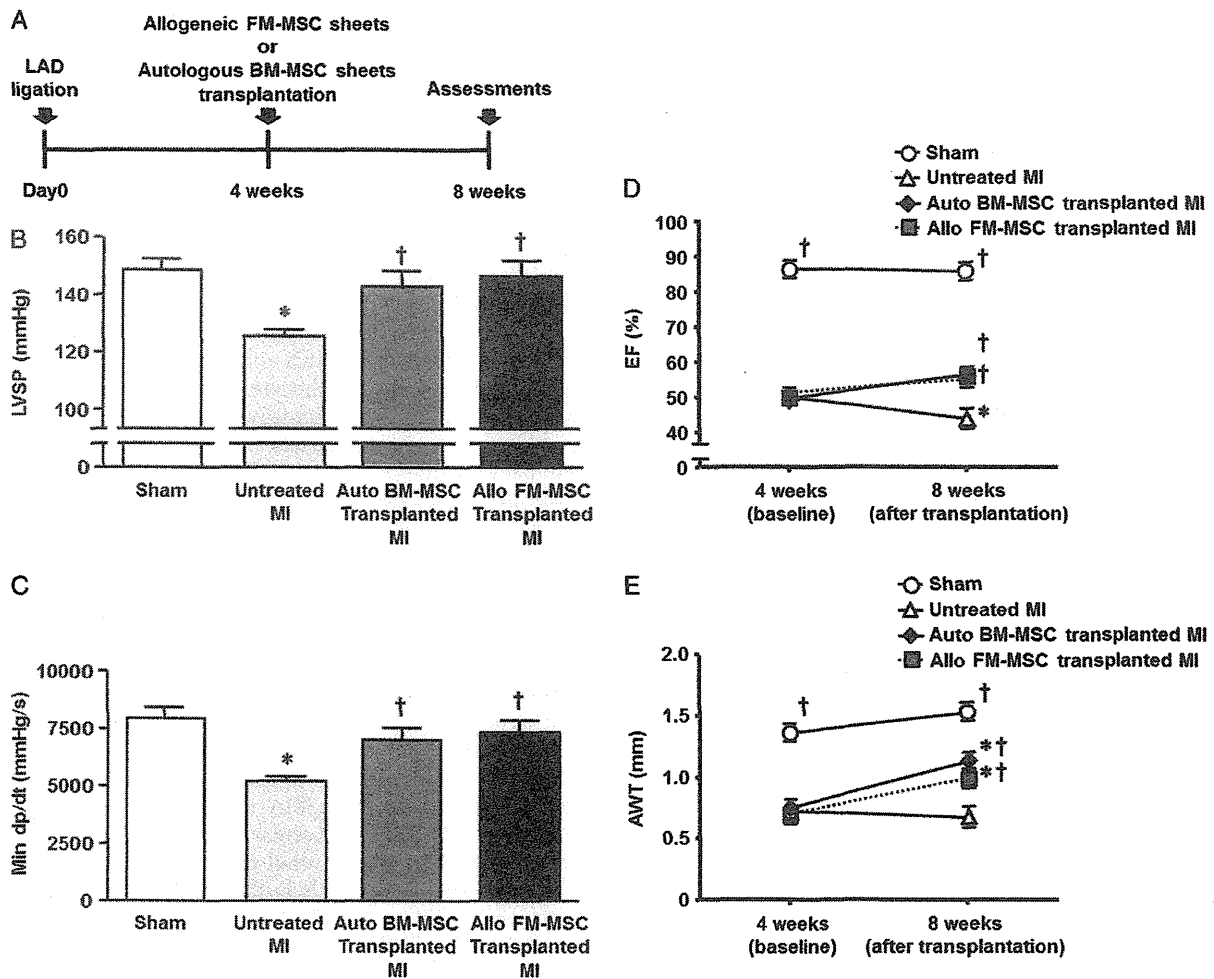 A
LAD
ligation
Allogeneic FM-MSC sheets
or
Autologous BM-MSC sheets
transplantation
Assessments
Day0
4 weeks
8 weeks
B
160
140
120
100
0
LVSP (mmHg)
*
†
†
Sham
Untreated
MI
Auto BM-MSC
Transplanted
MI
Allo FM-MSC
Transplanted
MI
C
10000
7500
5000
2500
0
Min dp/dt (mmHg/s)
*
†
†
Sham
Untreated
MI
Auto BM-MSC
Transplanted
MI
Allo FM-MSC
Transplanted
MI
D
Sham
Untreated MI
Auto BM-MSC transplanted MI
Allo FM-MSC transplanted MI
100
90
80
70
60
50
40
0
EF (%)
†
†
†
†
*
4 weeks
(baseline)
8 weeks
(after transplantation)
E
Sham
Untreated MI
Auto BM-MSC transplanted MI
Allo FM-MSC transplanted MI
2.0
1.5
1.0
0.5
0
AWT (mm)
†
†
*†
*†
4 weeks
(baseline)
8 weeks
(after transplantation)